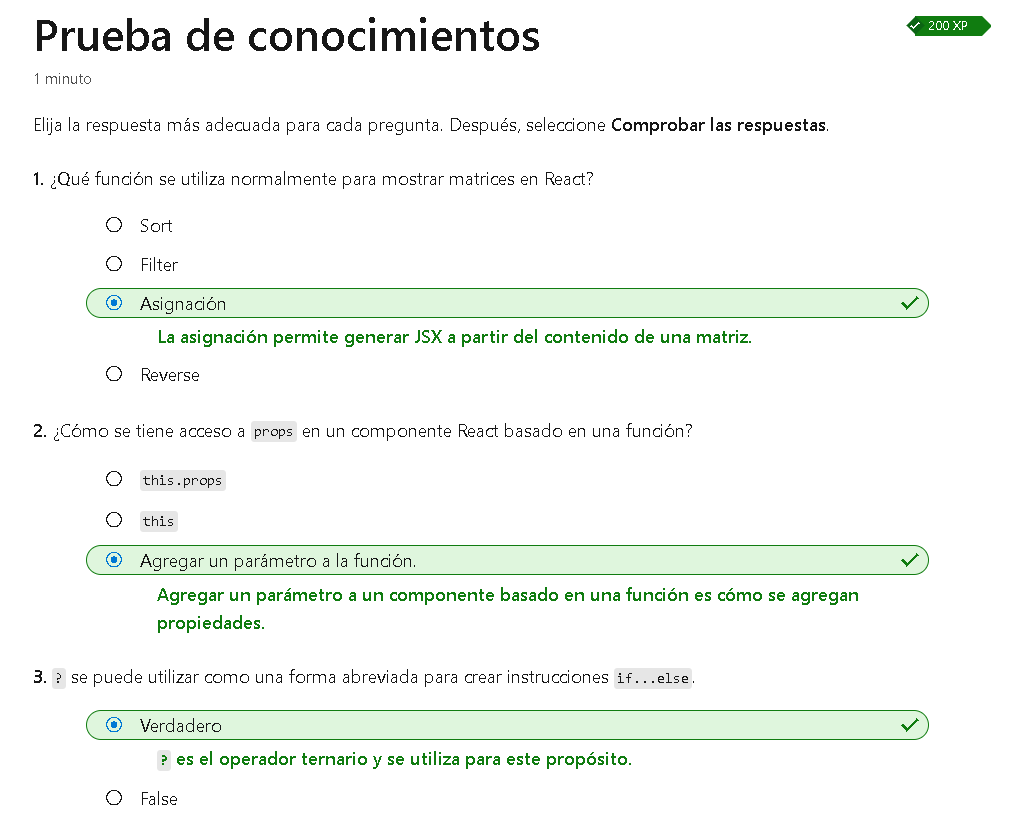 Prueba de conocimientos
200 XP
1 minuto
Elija la respuesta más adecuada para cada pregunta. Después, seleccione Comprobar las respuestas.
1. ¿Qué función se utiliza normalmente para mostrar matrices en React?
Sort
Filter
Asignación
La asignación permite generar JSX a partir del contenido de una matriz.
Reverse
2. ¿Cómo se tiene acceso a props en un componente React basado en una función?
this.props
this
Agregar un parámetro a la función.
Agregar un parámetro a un componente basado en una función es cómo se agregan
propiedades.
3. ? se puede utilizar como una forma abreviada para crear instrucciones if...else.
Verdadero
? es el operador ternario y se utiliza para este propósito.
False